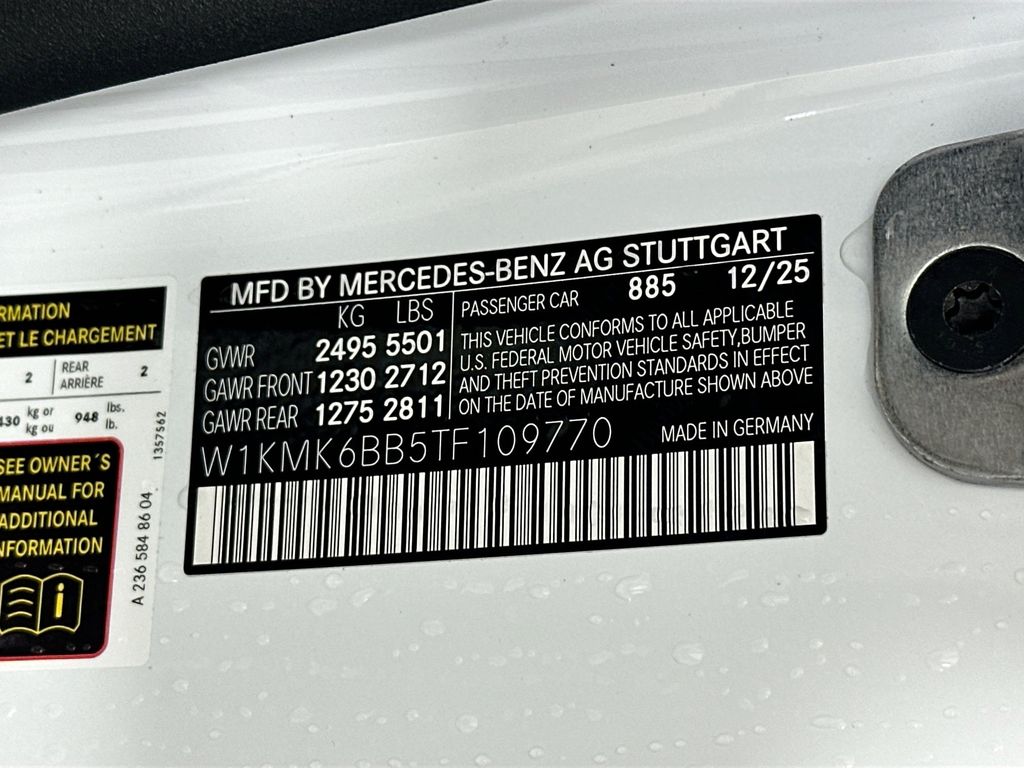 MFD BY MERCEDES-BENZ AG STUTTGART
KG LBS
GVWR 2495 5501
GAWR FRONT 1230 2712
GAWR REAR 1275 2811
PASSENGER CAR 885 12/25
THIS VEHICLE CONFORMS TO ALL APPLICABLE
U.S. FEDERAL MOTOR VEHICLE SAFETY,BUMPER
AND THEFT PREVENTION STANDARDS IN EFFECT
ON THE DATE OF MANUFACTURE SHOWN ABOVE
W1KMK6BB5TF109770 MADE IN GERMANY
ET LE CHARGEMENT
2 REAR 2
ARRIÈRE
kg or 948 lbs.
kg ou lb.
1357562
SEE OWNER´S
MANUAL FOR
ADDITIONAL
INFORMATION
i
A 236 584 86 04